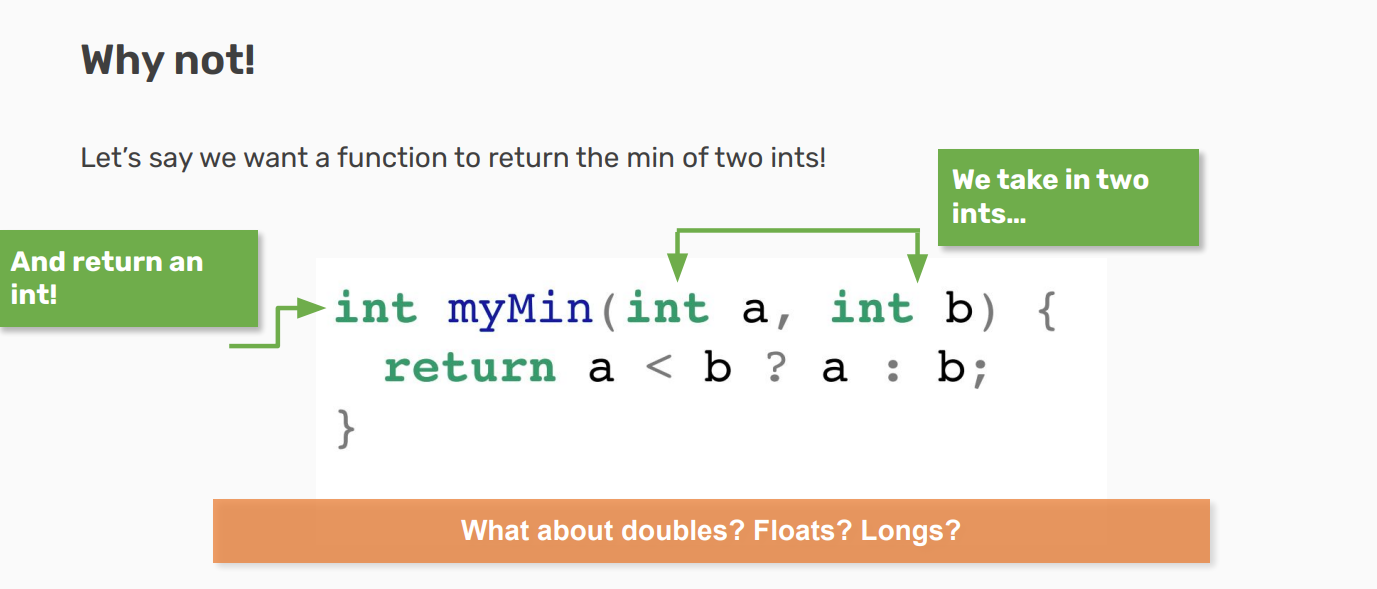 Why not!
Let’s say we want a function to return the min of two ints!
We take in two
ints…
And return an
int!
int myMin(int a, int b) {
  return a < b ? a : b;
}
What about doubles? Floats? Longs?